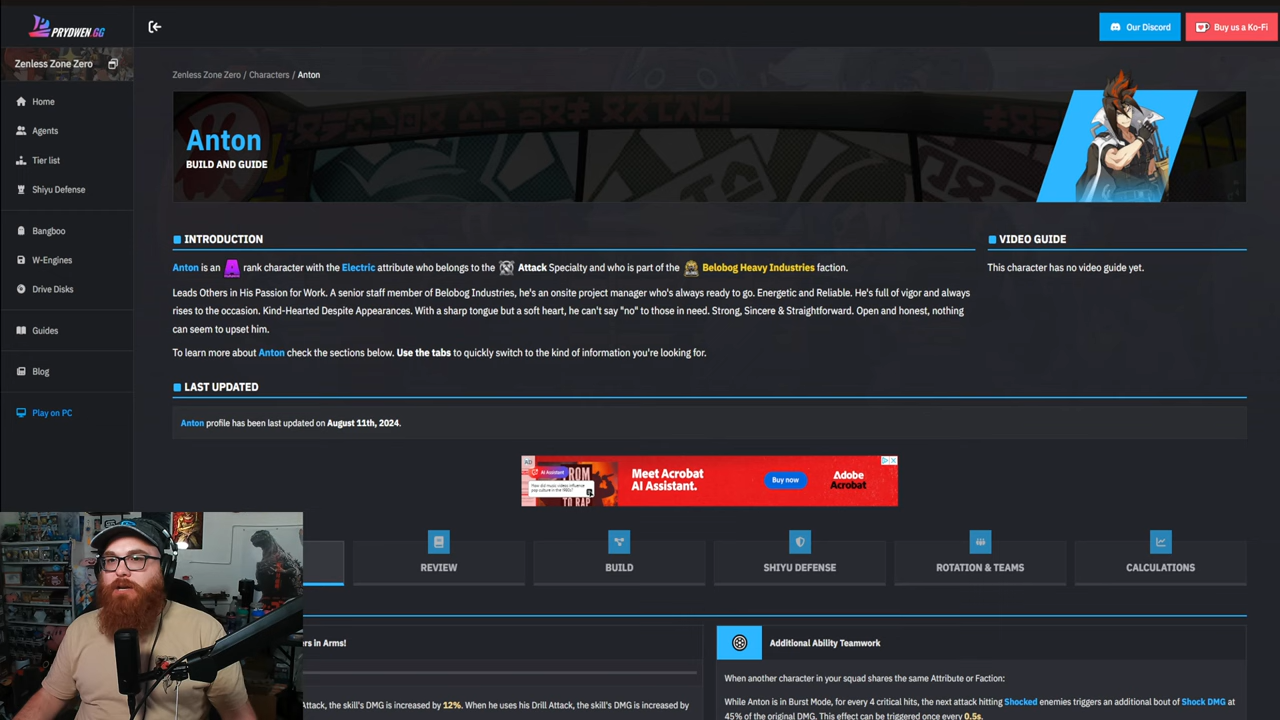 PRYDWEN.GG
Our Discord
Buy us a Ko-Fi
Zenless Zone Zero
Home
Agents
Tier list
Shiyu Defense
Bangboo
W-Engines
Drive Disks
Guides
Blog
Play on PC
Zenless Zone Zero / Characters / Anton
Anton
BUILD AND GUIDE
INTRODUCTION
Anton is an rank character with the Electric attribute who belongs to the Attack Specialty and who is part of the Belobog Heavy Industries faction.
Leads Others in His Passion for Work. A senior staff member of Belobog Industries, he's an onsite project manager who's always ready to go. Energetic and Reliable. He's full of vigor and always
rises to the occasion. Kind-Hearted Despite Appearances. With a sharp tongue but a soft heart, he can't say "no" to those in need. Strong, Sincere & Straightforward. Open and honest, nothing
can seem to upset him.
To learn more about Anton check the sections below. Use the tabs to quickly switch to the kind of information you're looking for.
VIDEO GUIDE
This character has no video guide yet.
LAST UPDATED
Anton profile has been last updated on August 11th, 2024.
AI Assistant
Meet Acrobat
AI Assistant.
Buy now
Adobe
Acrobat
REVIEW
BUILD
SHIYU DEFENSE
ROTATION & TEAMS
CALCULATIONS
rs in Arms!
Attack, the skill's DMG is increased by 12%. When he uses his Drill Attack, the skill's DMG is increased by
Additional Ability Teamwork
When another character in your squad shares the same Attribute or Faction:
While Anton is in Burst Mode, for every 4 critical hits, the next attack hitting Shocked enemies triggers an additional bout of Shock DMG at
45% of the original DMG. This effect can be triggered once every 0.5s.